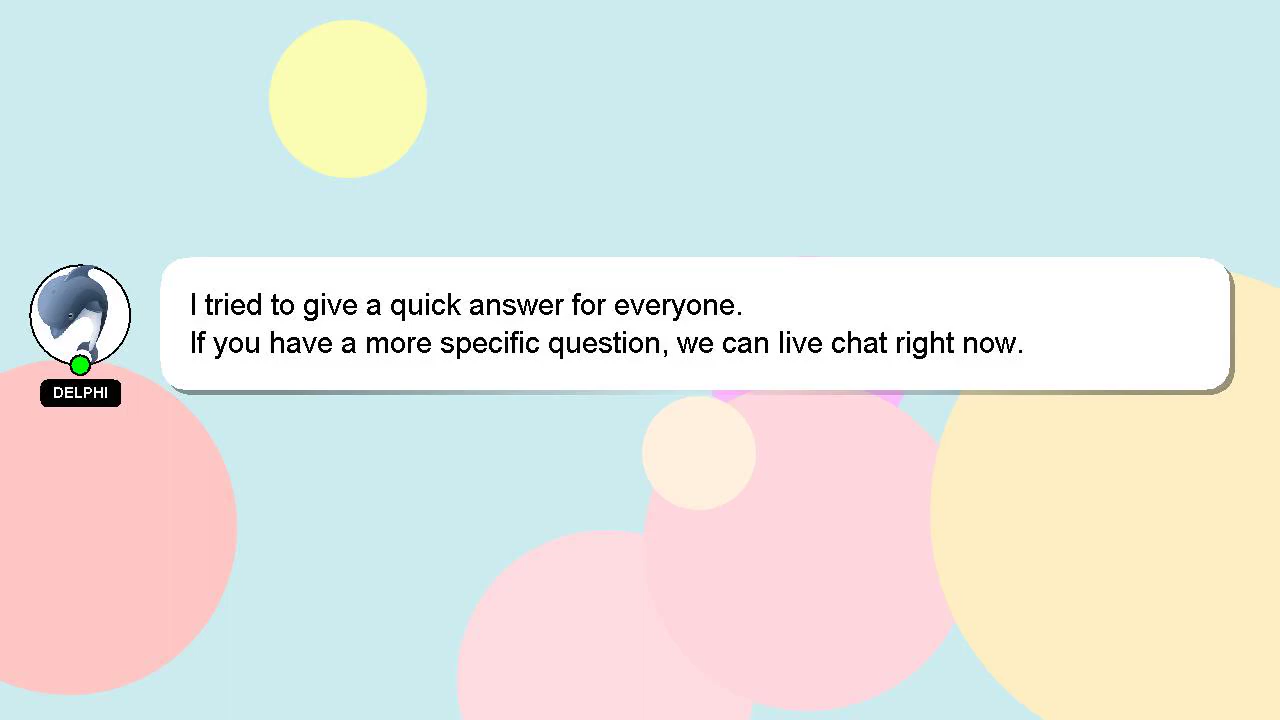 I tried to give a quick answer for everyone.
If you have a more specific question, we can live chat right now.
DELPHI